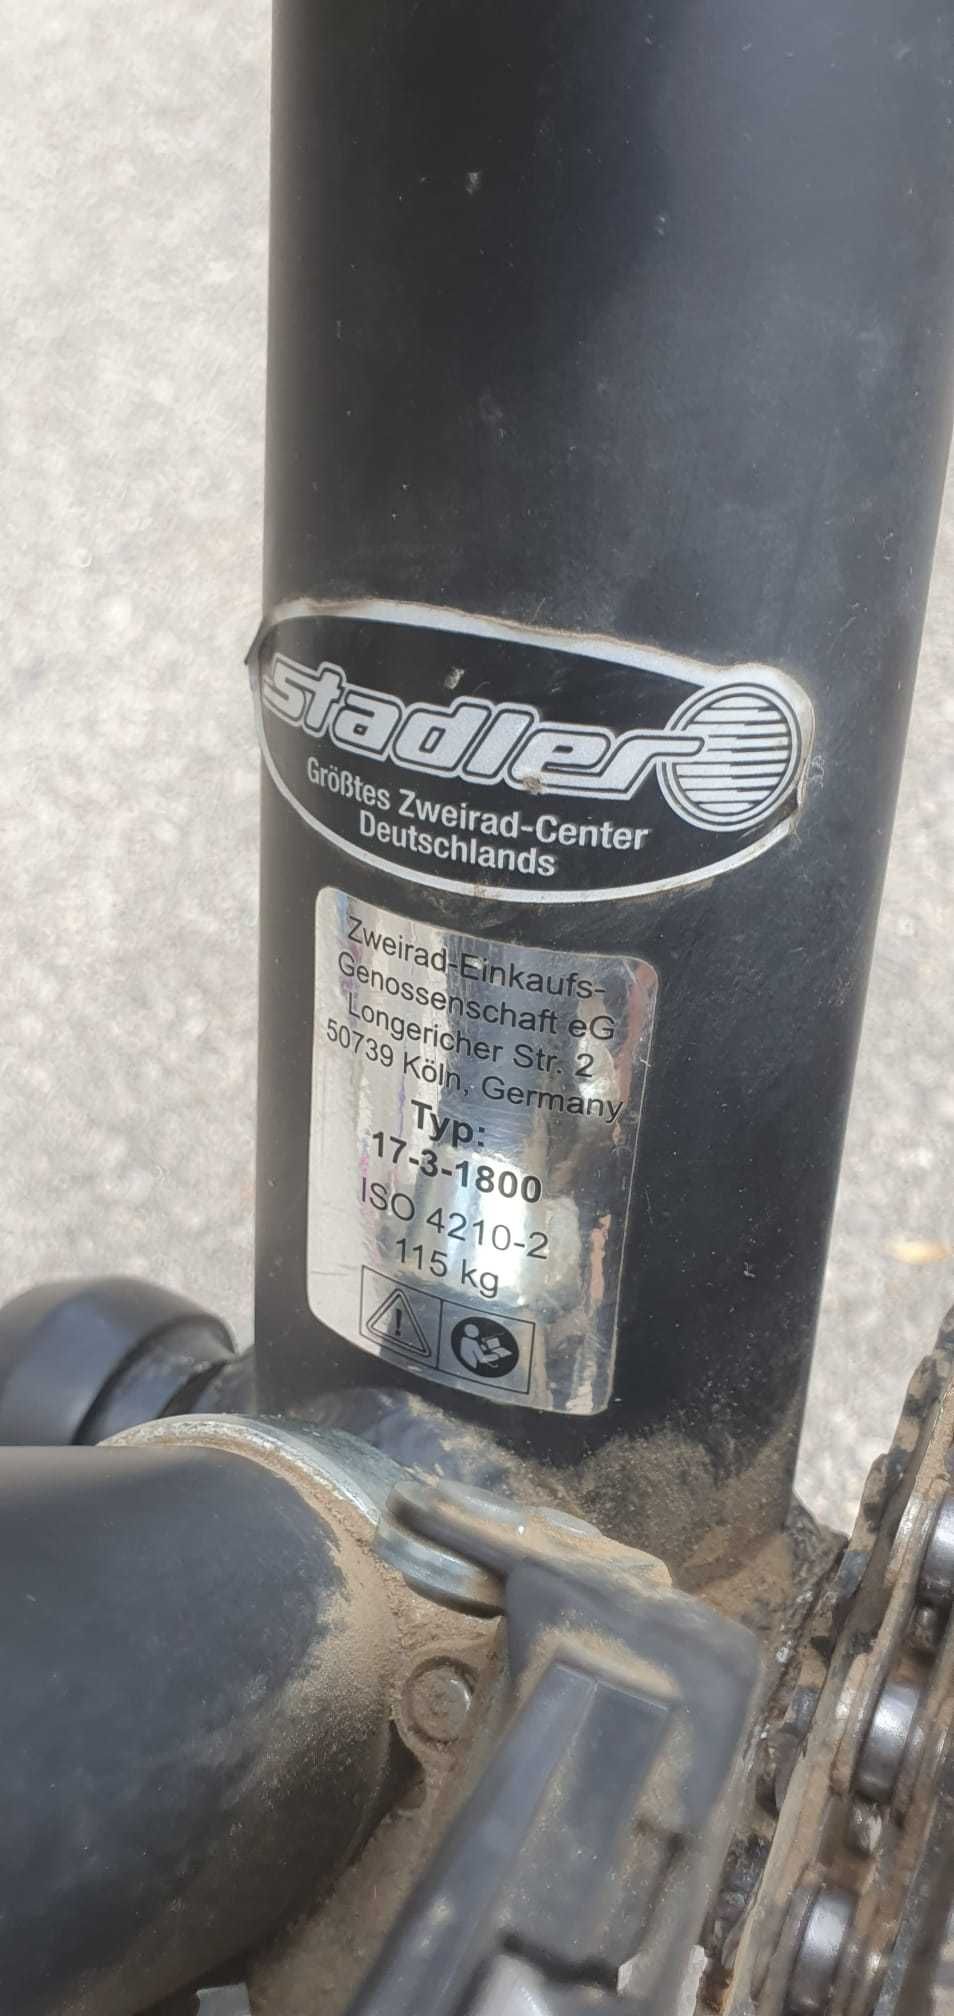 stadler
Größtes Zweirad-Center
Deutschlands
Zweirad-Einkaufs-
Genossenschaft eG
Longericher Str. 2
50739 Köln, Germany
Typ:
17-3-1800
ISO 4210-2
115 kg